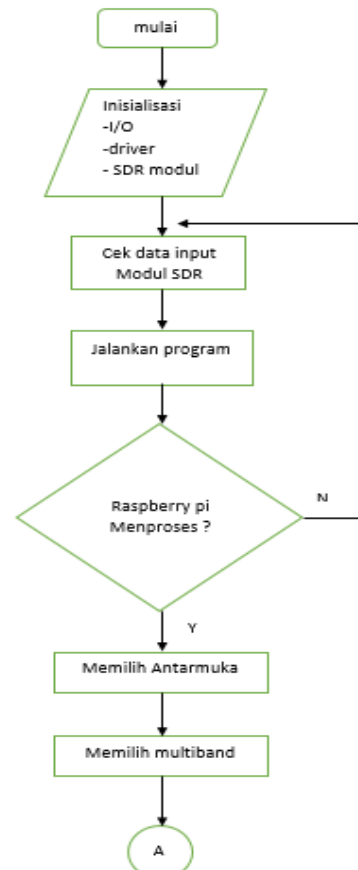 mulai
Inisialisasi
-I/O
-driver
- SDR modul
Cek data input
Modul SDR
Jalankan program
Raspberry pi
Menproses ?
N
Y
Memilih Antarmuka
Memilih multiband
A